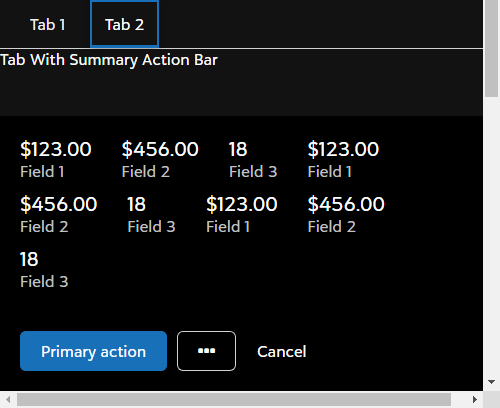 Tab 1 Tab 2
Tab With Summary Action Bar
$123.00 $456.00 18 $123.00
Field 1 Field 2 Field 3 Field 1
$456.00 18 $123.00 $456.00
Field 2 Field 3 Field 1 Field 2
18
Field 3
Primary action ••• Cancel